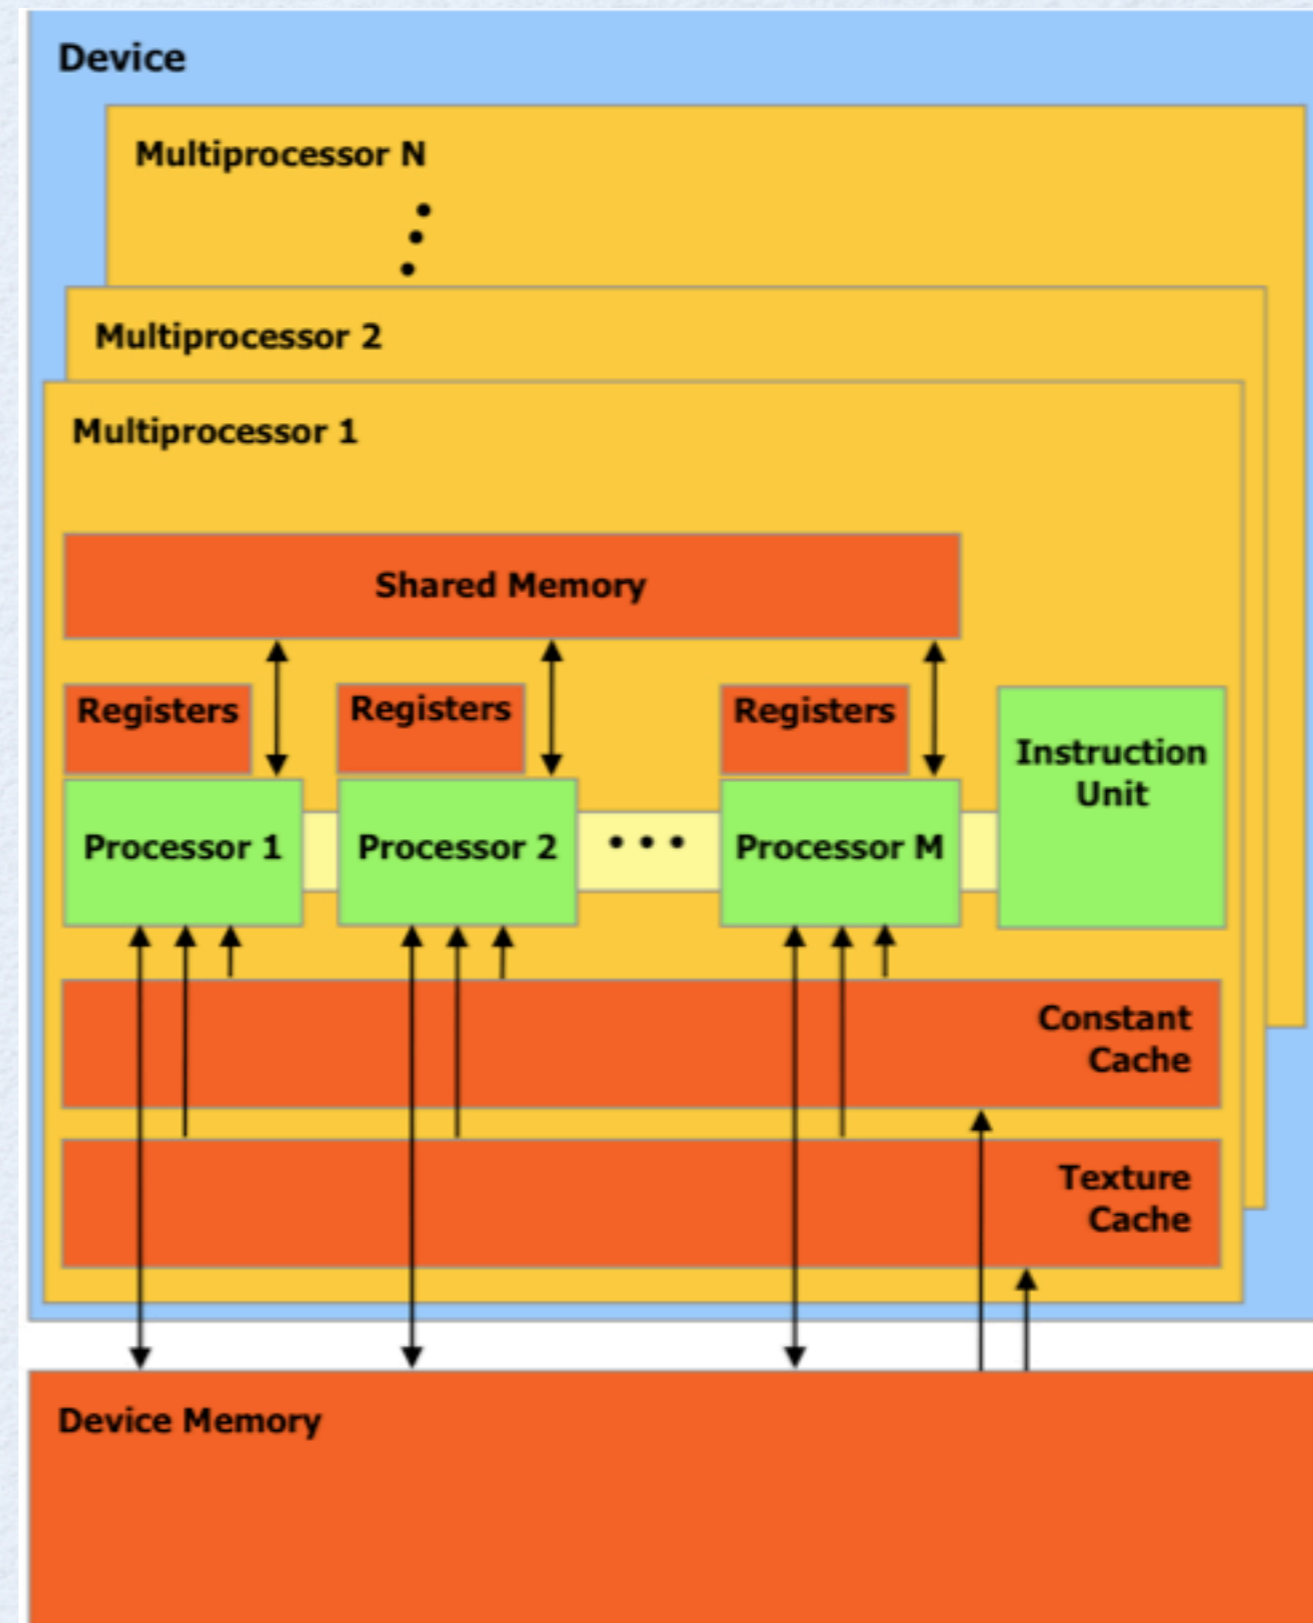 Device
Multiprocessor N
Multiprocessor 2
Multiprocessor 1
Shared Memory
Registers
Registers
Registers
Instruction
Unit
Processor 1
Processor 2
Processor M
Constant
Cache
Texture
Cache
Device Memory